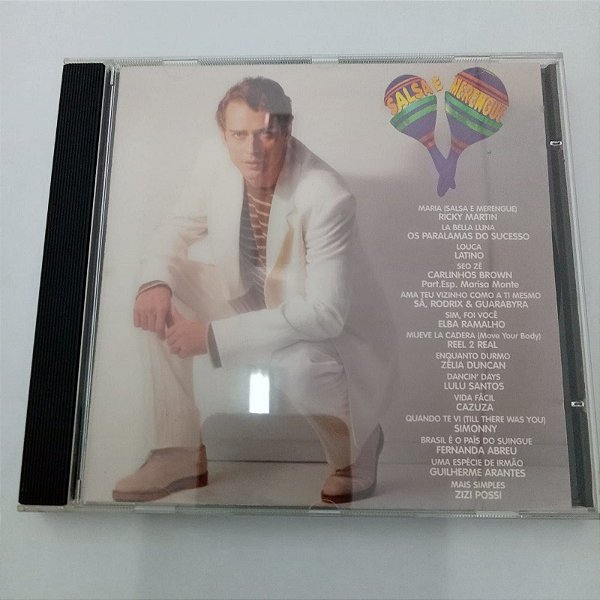 SALSA E MERENGUE
MARIA (SALSA E MERENGUE)
RICKY MARTIN
LA BELLA LUNA
OS PARALAMAS DO SUCESSO
LOUCA
LATINO
SEO ZÉ
CARLINHOS BROWN
Part.Esp. Marisa Monte
AMA TEU VIZINHO COMO A TI MESMO
SÁ, RODRIX & GUARABYRA
SIM, FOI VOCÊ
ELBA RAMALHO
MUEVE LA CADERA (Move Your Body)
REEL 2 REAL
ENQUANTO DURMO
ZÉLIA DUNCAN
DANCIN' DAYS
LULU SANTOS
VIDA FÁCIL
CAZUZA
QUANDO TE VI (TILL THERE WAS YOU)
SIMONNY
BRASIL É O PAÍS DO SUINGUE
FERNANDA ABREU
UMA ESPÉCIE DE IRMÃO
GUILHERME ARANTES
MAIS SIMPLES
ZIZI POSSI